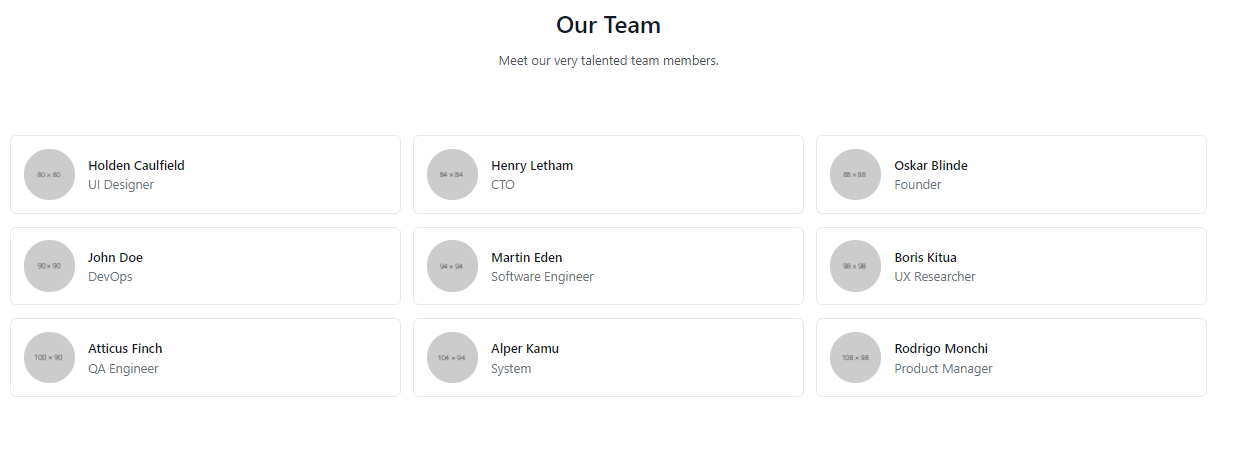 Our Team
Meet our very talented team members.
80 × 80
Holden Caulfield
UI Designer
84 × 84
Henry Letham
CTO
88 × 88
Oskar Blinde
Founder
90 × 90
John Doe
DevOps
94 × 94
Martin Eden
Software Engineer
98 × 98
Boris Kitua
UX Researcher
100 × 90
Atticus Finch
QA Engineer
104 × 94
Alper Kamu
System
108 × 98
Rodrigo Monchi
Product Manager